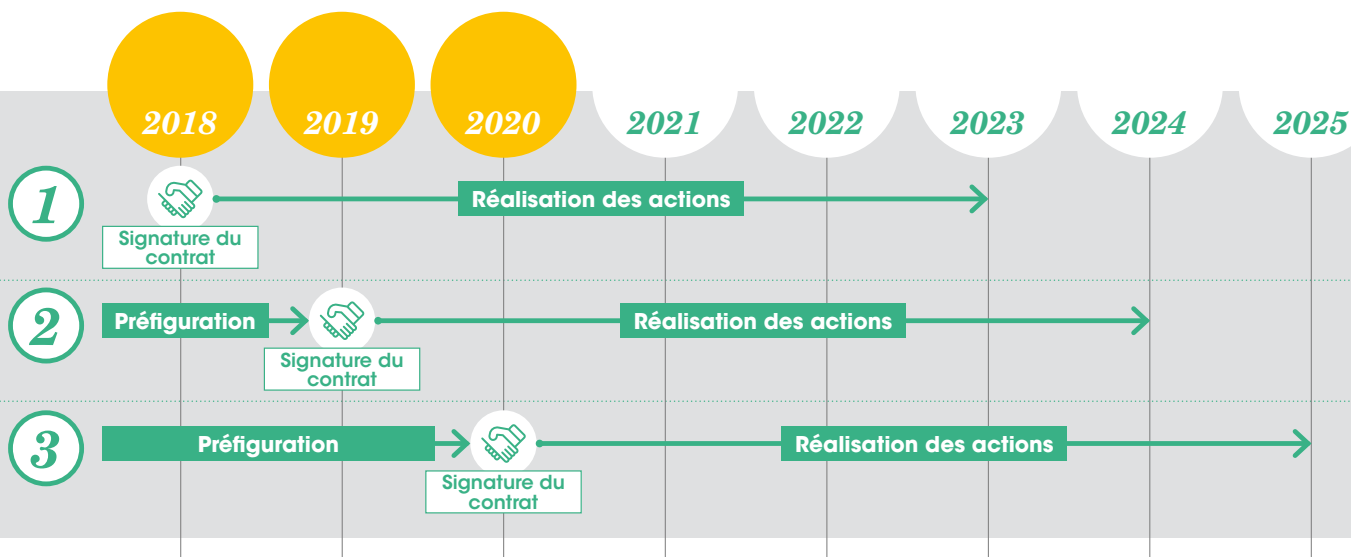 2018 2019 2020 2021 2022 2023 2024 2025
1
Réalisation des actions
Signature du
contrat
2
Préfiguration
Réalisation des actions
Signature du
contrat
3
Préfiguration
Réalisation des actions
Signature du
contrat